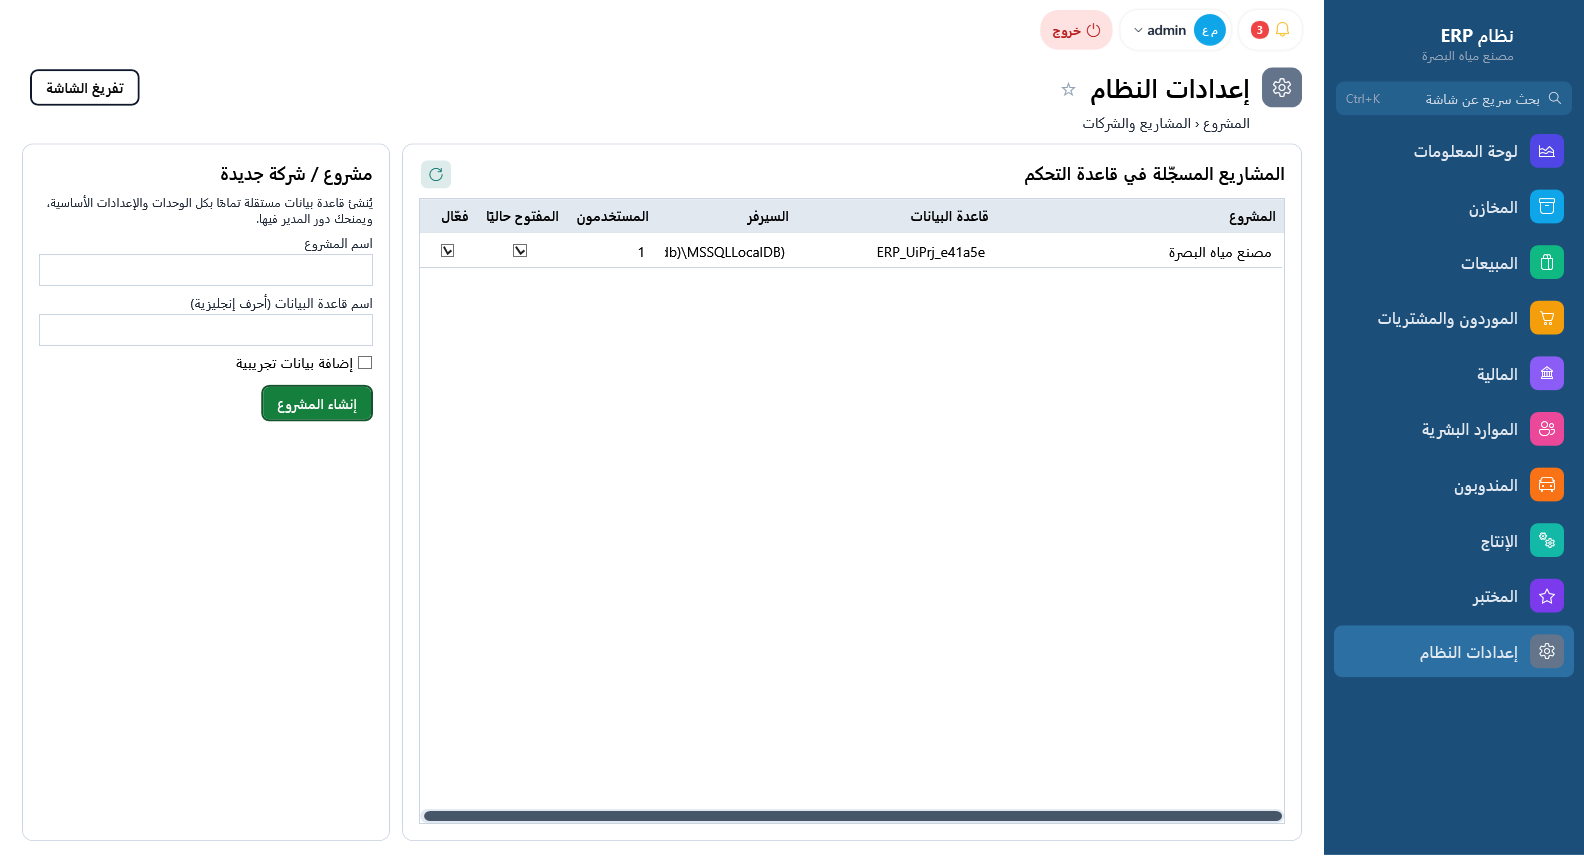 نظام ERP
مصنع مياه البصرة
بحث سريع عن شاشة Ctrl+K
لوحة المعلومات
المخازن
المبيعات
الموردون والمشتريات
المالية
الموارد البشرية
المندوبون
الإنتاج
المختبر
إعدادات النظام
3
م ع admin
خروج
إعدادات النظام
المشروع › المشاريع والشركات
تفريغ الشاشة
المشاريع المسجّلة في قاعدة التحكم
المشروع قاعدة البيانات السيرفر المستخدمون المفتوح حاليًا فعّال
مصنع مياه البصرة ERP_UiPrj_e41a5e db)\MSSQLLocalDB) 1
مشروع / شركة جديدة
يُنشئ قاعدة بيانات مستقلة تمامًا بكل الوحدات والإعدادات الأساسية،
ويمنحك دور المدير فيها.
اسم المشروع
اسم قاعدة البيانات (أحرف إنجليزية)
إضافة بيانات تجريبية
إنشاء المشروع